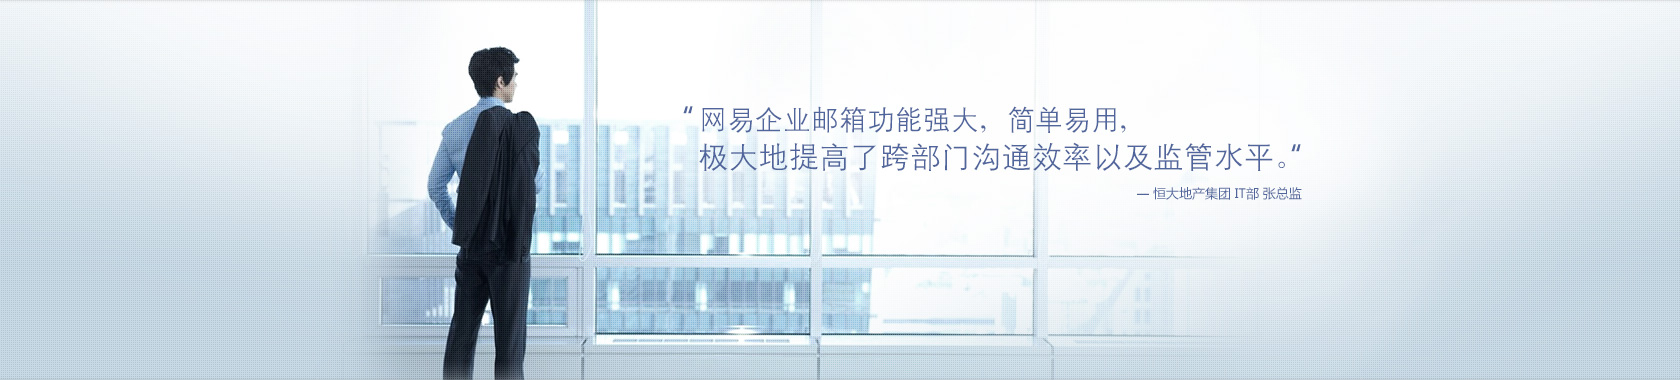 “网易企业邮箱功能强大，简单易用，
极大地提高了跨部门沟通效率以及监管水平。“
— 恒大地产集团 IT部 张总监